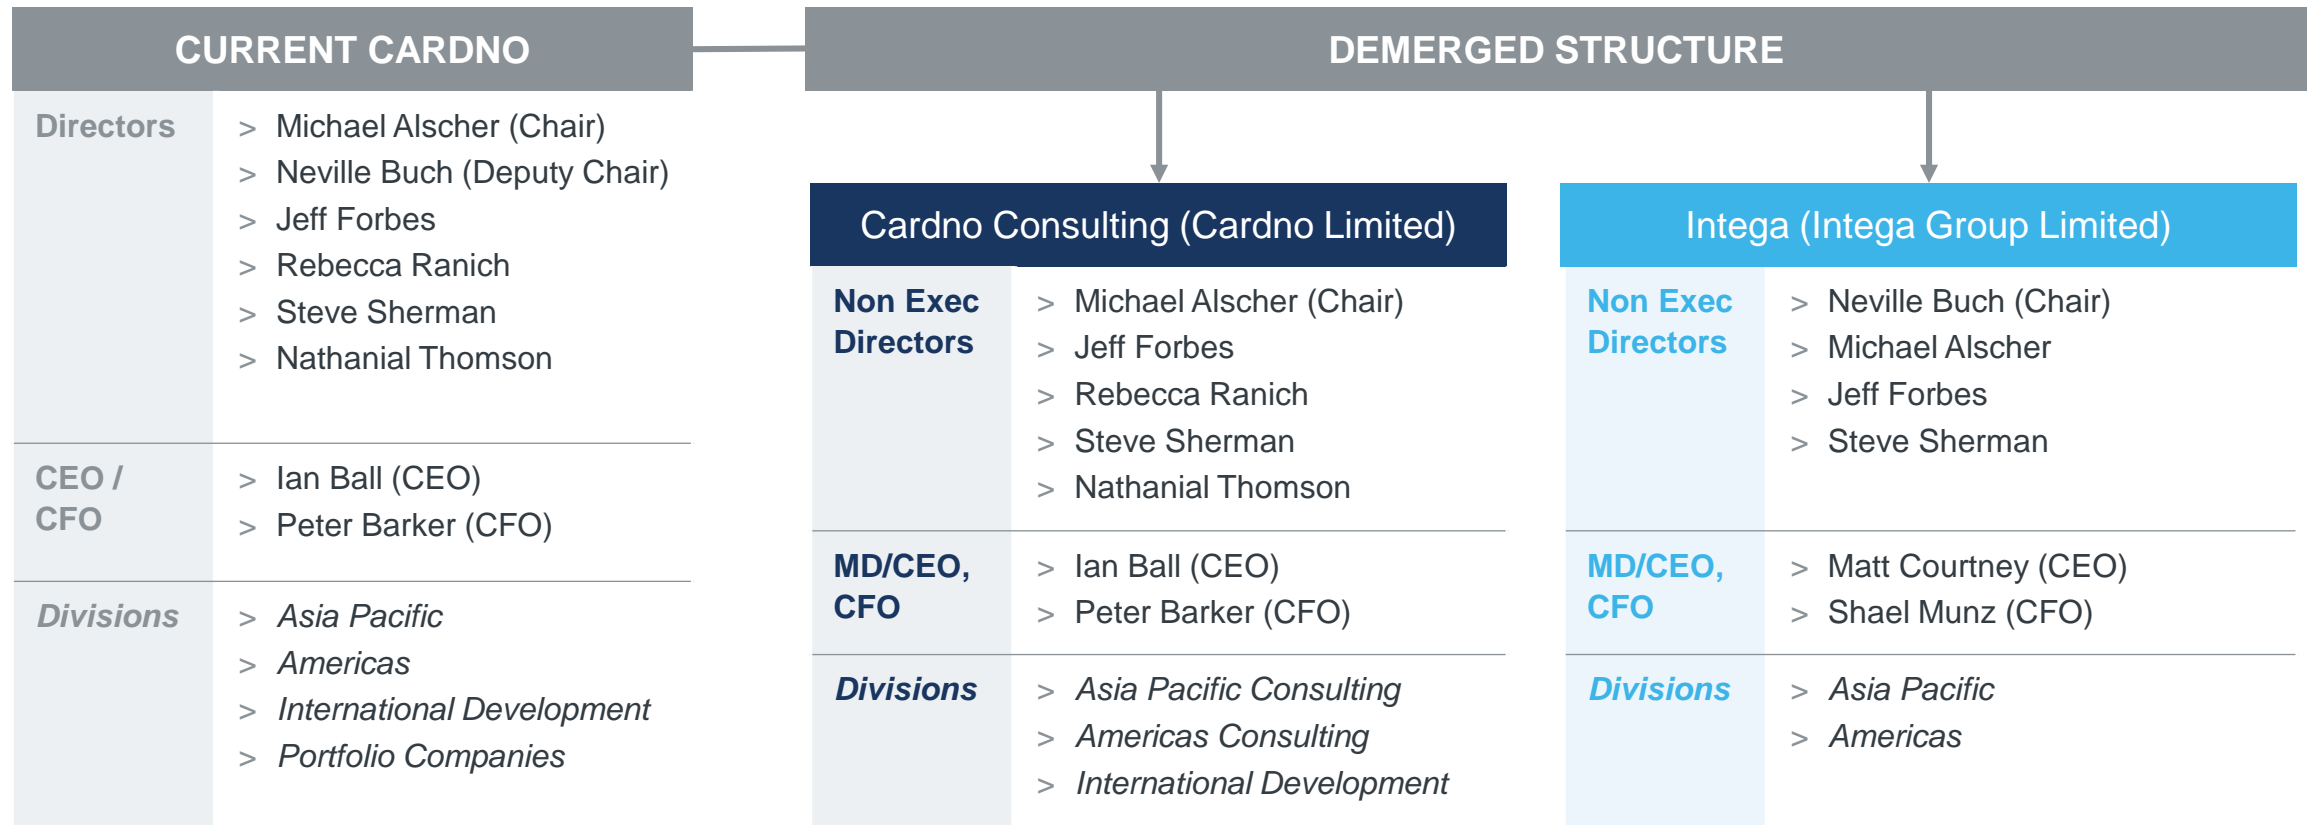 CURRENT CARDNO
Directors
> Michael Alscher (Chair)
> Neville Buch (Deputy Chair)
> Jeff Forbes
> Rebecca Ranich
> Steve Sherman
> Nathanial Thomson
CEO /
CFO
> Ian Ball (CEO)
> Peter Barker (CFO)
Divisions
> Asia Pacific
> Americas
> International Development
> Portfolio Companies
DEMERGED STRUCTURE
Cardno Consulting (Cardno Limited)
Non Exec
Directors
> Michael Alscher (Chair)
> Jeff Forbes
> Rebecca Ranich
> Steve Sherman
> Nathanial Thomson
MD/CEO,
CFO
> Ian Ball (CEO)
> Peter Barker (CFO)
Divisions
> Asia Pacific Consulting
> Americas Consulting
> International Development
Intega (Intega Group Limited)
Non Exec
Directors
> Neville Buch (Chair)
> Michael Alscher
> Jeff Forbes
> Steve Sherman
MD/CEO,
CFO
> Matt Courtney (CEO)
> Shael Munz (CFO)
Divisions
> Asia Pacific
> Americas